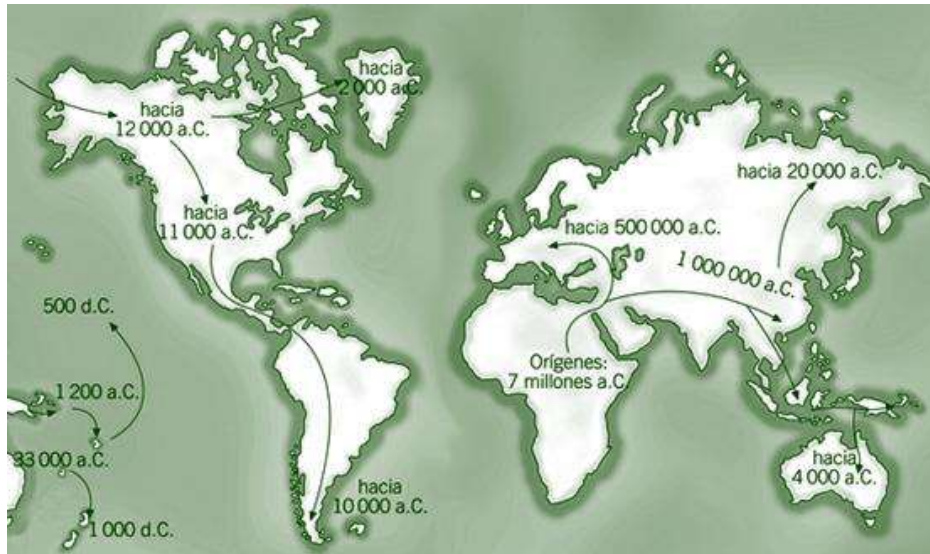 hacia
2 000 a.C.
hacia
12 000 a.C.
hacia
11 000 a.C.
500 d.C.
1 200 a.C.
33 000 a.C.
1 000 d.C.
hacia
10 000 a.C.
hacia 20 000 a.C.
hacia 500 000 a.C.
1 000 000 a.C.
Orígenes:
7 millones a.C
hacia
4 000 a.C.